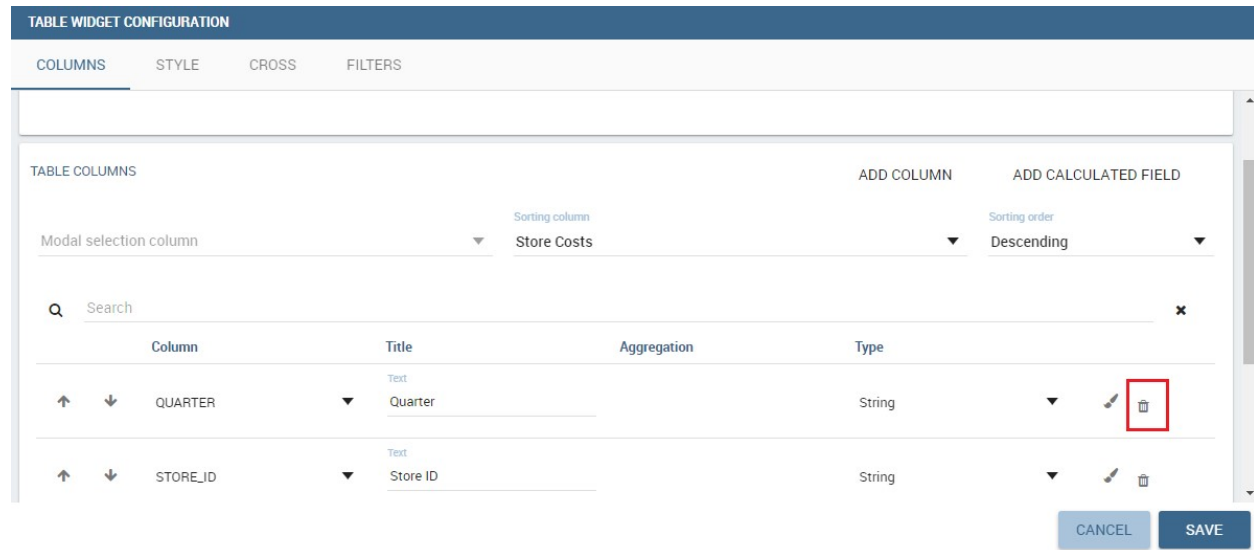 TABLE WIDGET CONFIGURATION
COLUMNS STYLE CROSS FILTERS
TABLE COLUMNS ADD COLUMN ADD CALCULATED FIELD
Sorting column Sorting order
Modal selection column Store Costs Descending
Search
Column Title Aggregation Type
Text
QUARTER Quarter String
Text
STORE_ID Store ID String
CANCEL SAVE